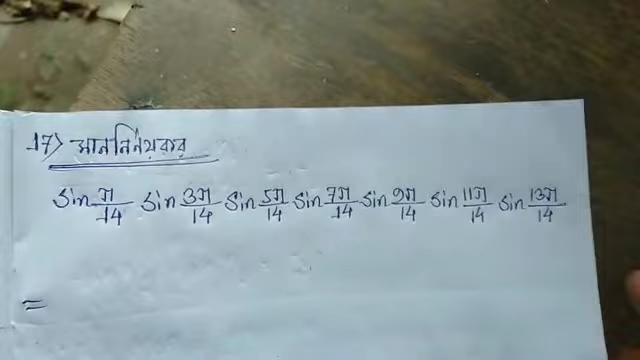 17> মান নির্নয় কর
sin π/14 sin 3π/14 sin 5π/14 sin 7π/14 sin 9π/14 sin 11π/14 sin 13π/14
=